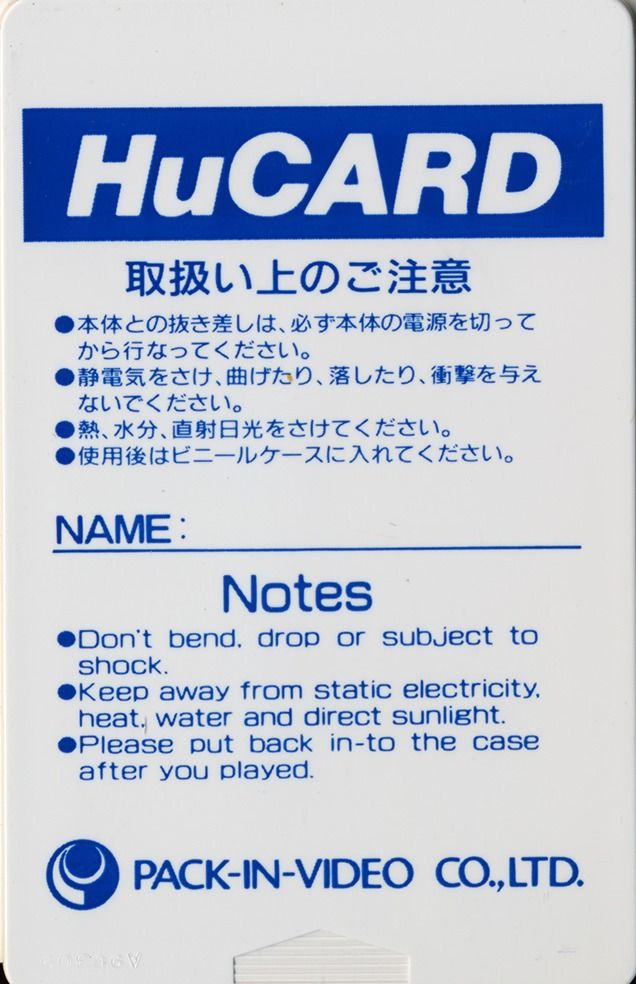 HuCARD
取扱い上のご注意
●本体との抜き差しは、必ず本体の電源を切って
から行なってください。
●静電気をさけ、曲げたり、落したり、衝撃を与え
ないでください。
●熱、水分、直射日光をさけてください。
●使用後はビニールケースに入れてください。
NAME:
Notes
●Don't bend, drop or subject to
shock.
●Keep away from static electricity,
heat, water and direct sunlight.
●Please put back in-to the case
after you played.
PACK-IN-VIDEO CO.,LTD.